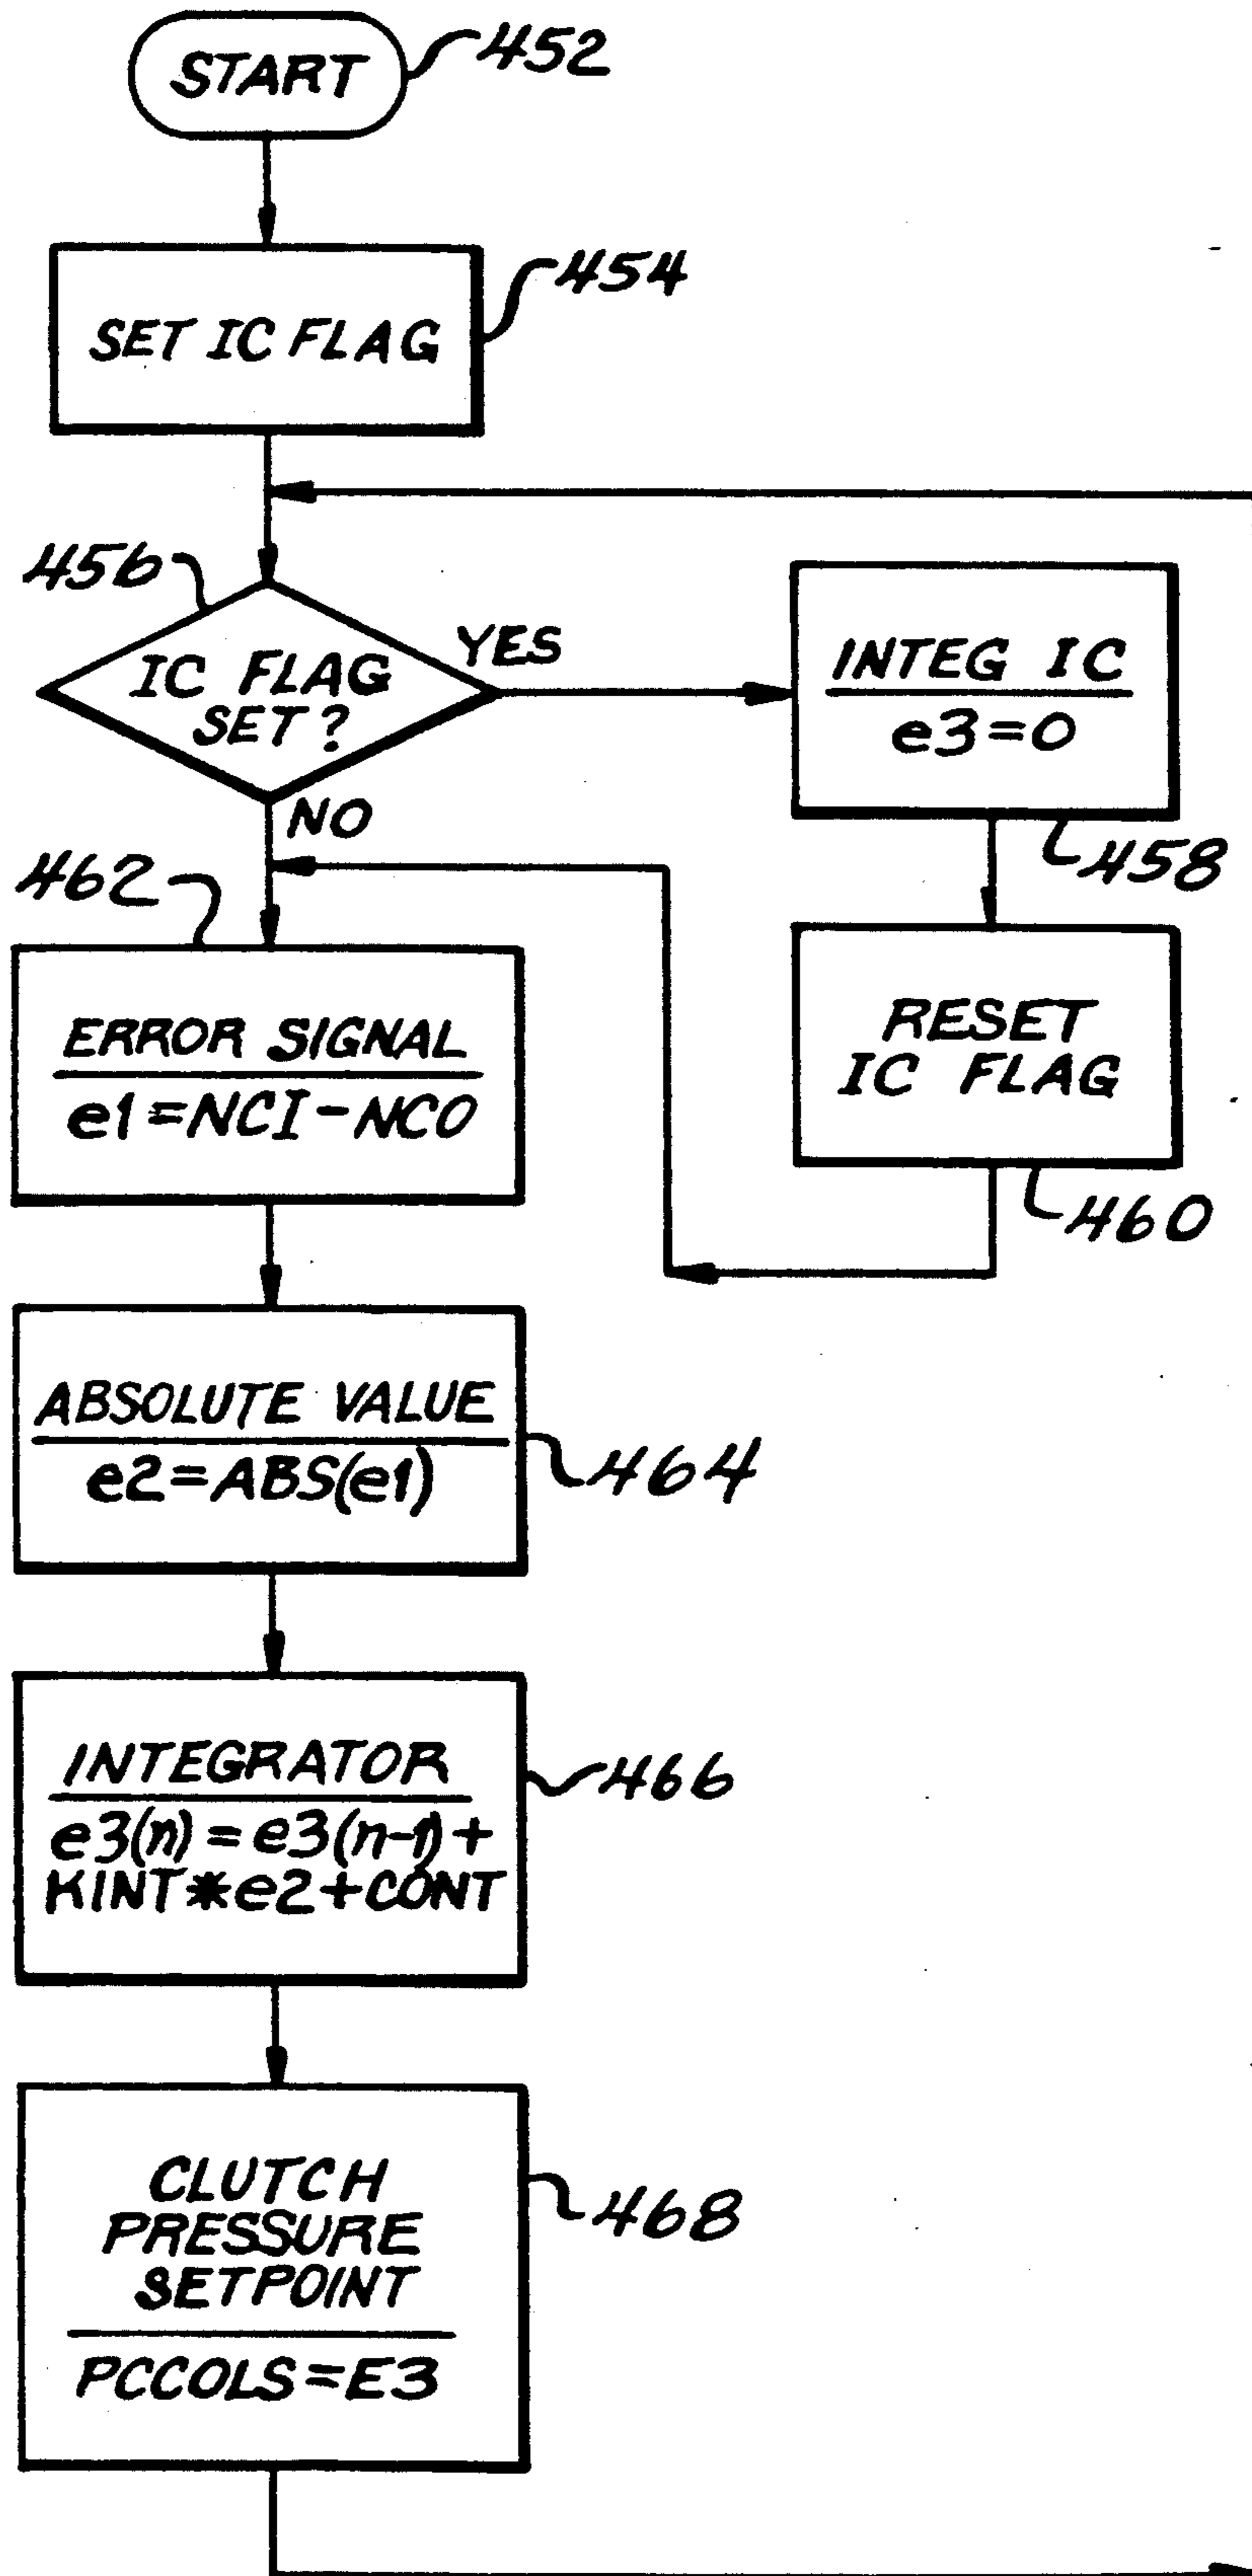 START
452
SET IC FLAG
454
456
IC FLAG
SET?
YES
NO
INTEG IC
e3=0
458
RESET
IC FLAG
460
462
ERROR SIGNAL
e1=NCI-NCO
ABSOLUTE VALUE
e2=ABS(e1)
464
INTEGRATOR
e3(n)=e3(n-1)+
KINT*e2+CONT
466
CLUTCH
PRESSURE
SETPOINT
PCCOLS=E3
468